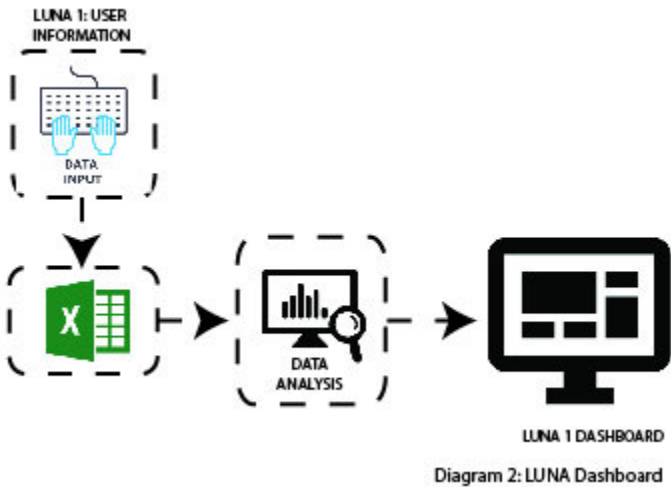 LUNA 1: USER
INFORMATION
DATA
INPUT
X
DATA
ANALYSIS
LUNA 1 DASHBOARD
Diagram 2: LUNA Dashboard